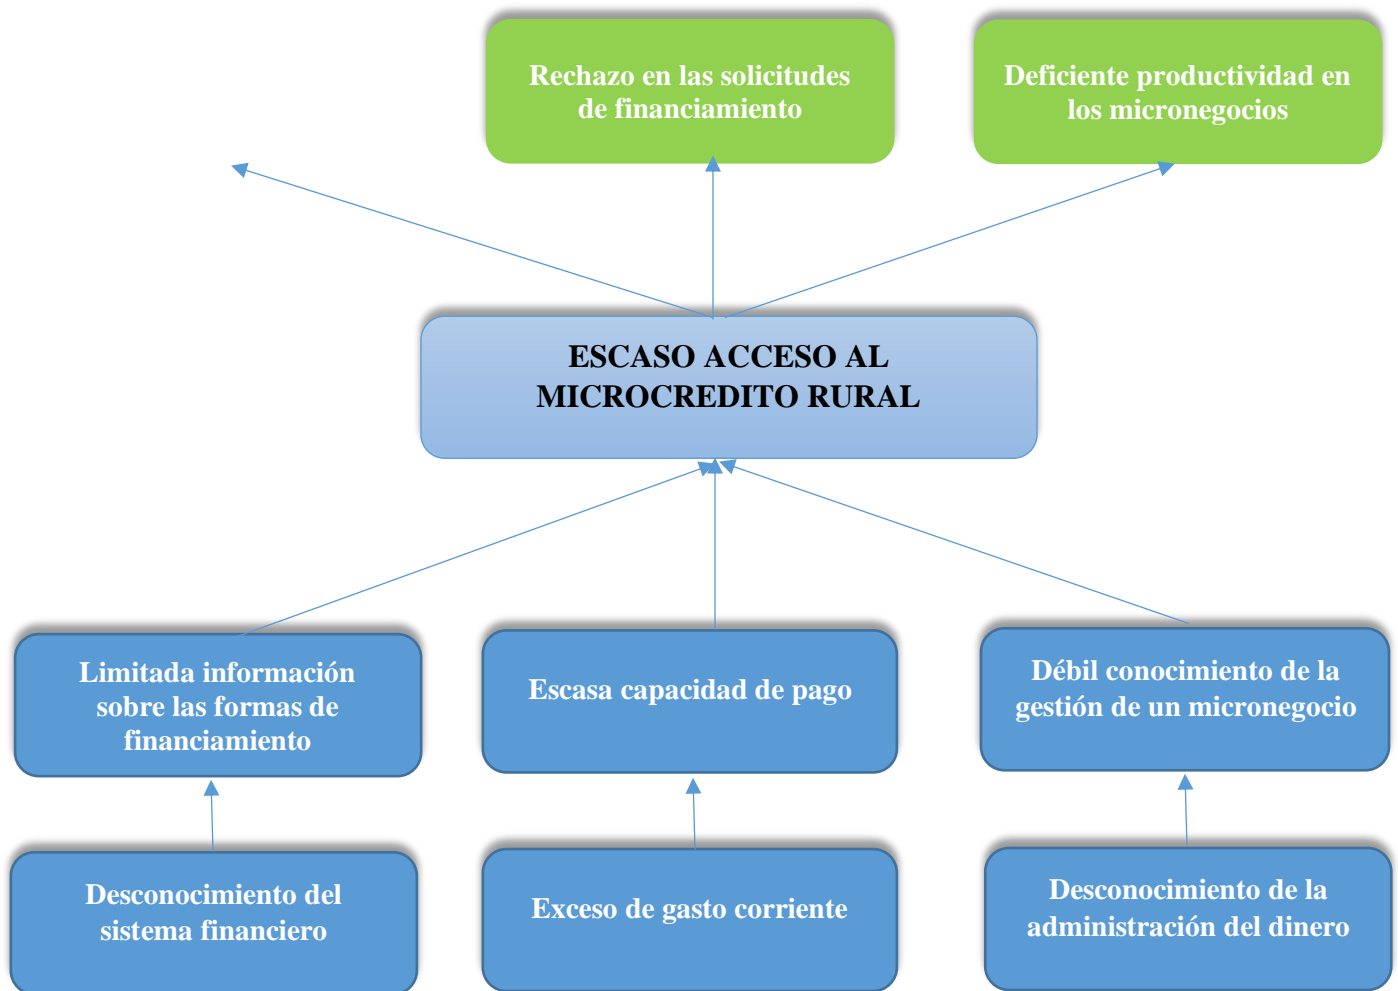 Rechazo en las solicitudes
de financiamiento
Deficiente productividad en
los micronegocios
ESCASO ACCESO AL
MICROCREDITO RURAL
Limitada información
sobre las formas de
financiamiento
Escasa capacidad de pago
Débil conocimiento de la
gestión de un micronegocio
Desconocimiento del
sistema financiero
Exceso de gasto corriente
Desconocimiento de la
administración del dinero